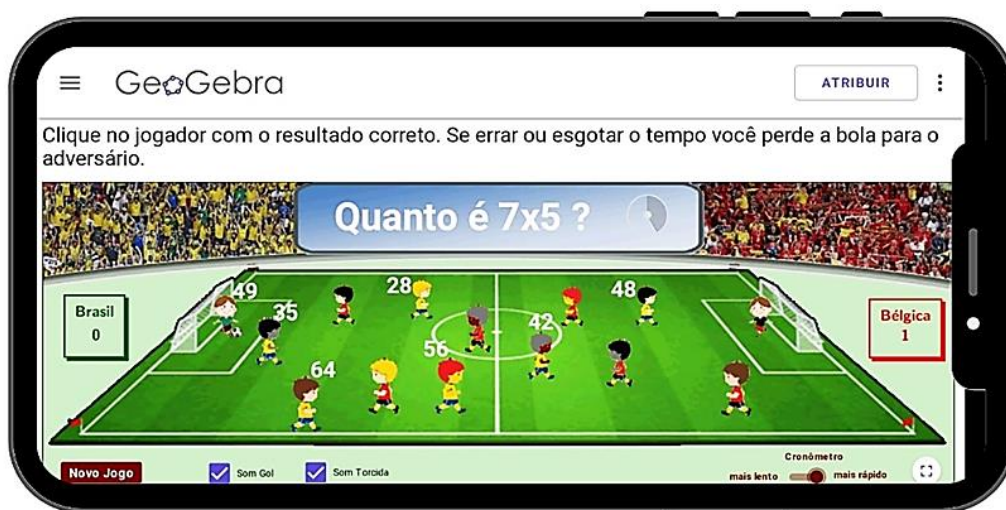 GeoGebra
ATRIBUIR
Clique no jogador com o resultado correto. Se errar ou esgotar o tempo você perde a bola para o
adversário.
Quanto é 7x5 ?
Brasil
0
Bélgica
1
49
35
28
48
42
56
64
Novo Jogo
Som Gol
Som Torcida
Cronômetro
mais lento
mais rápido